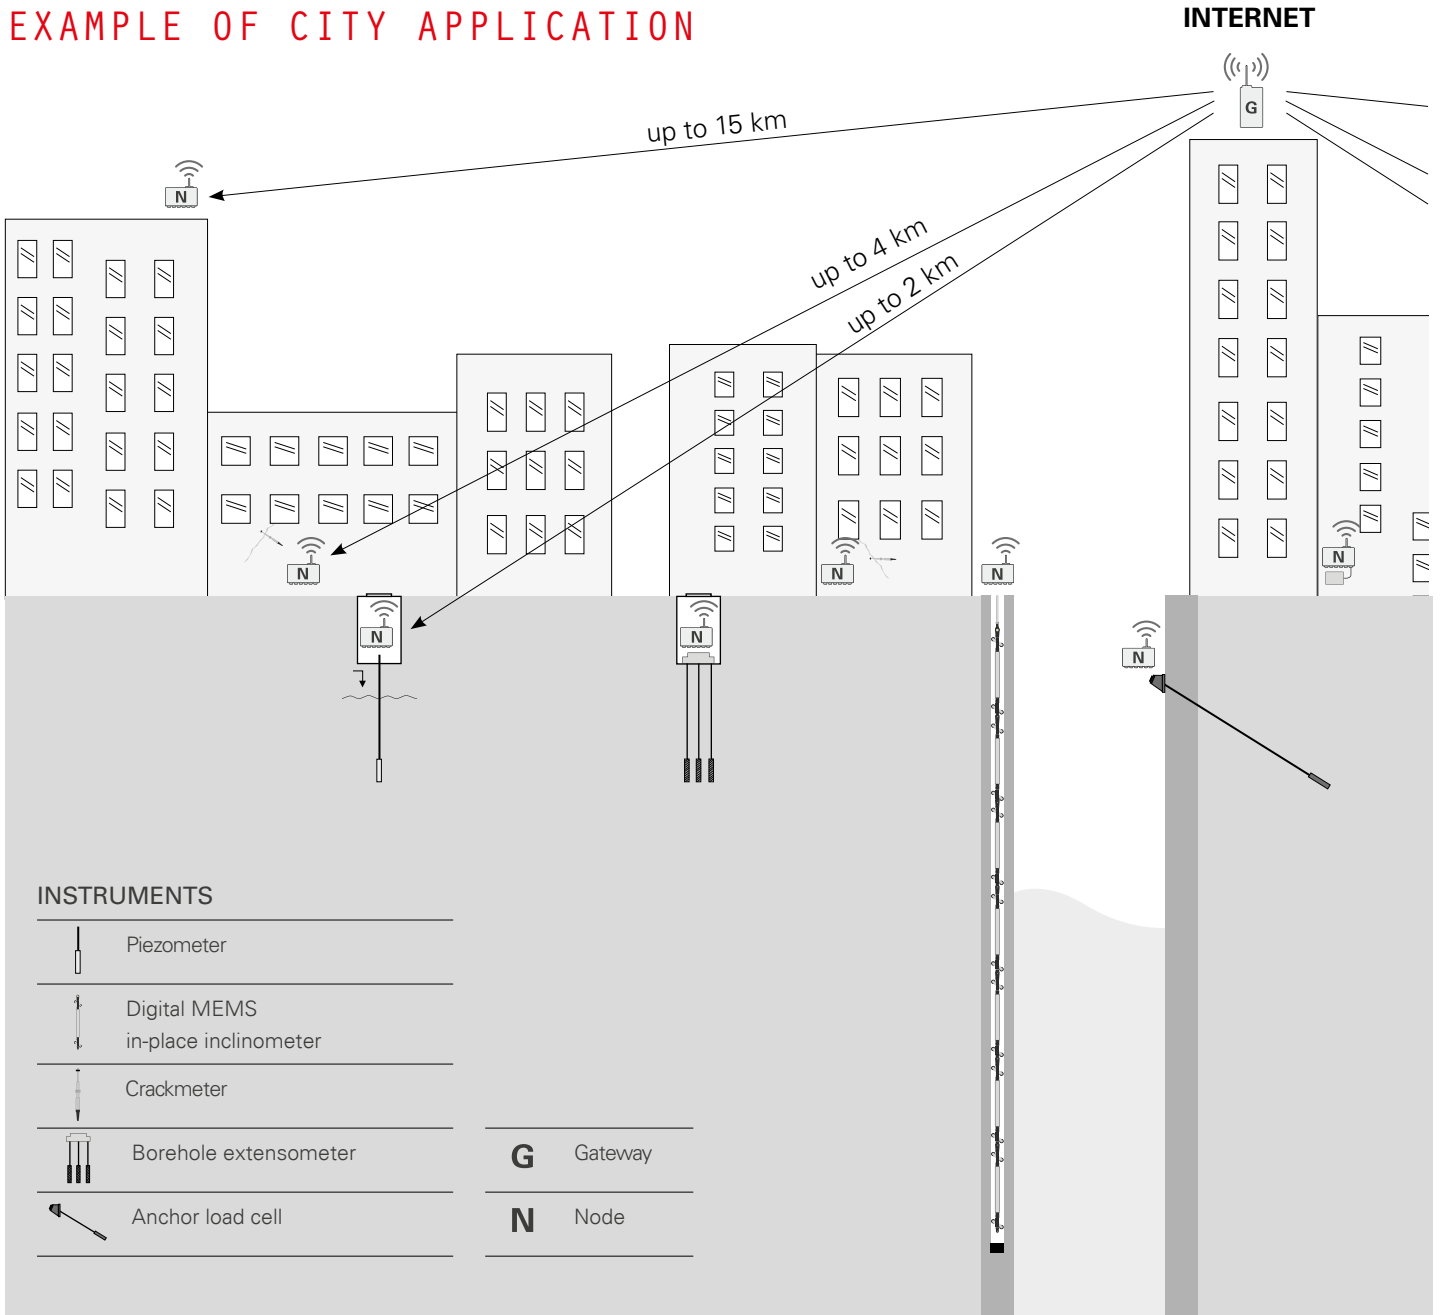 EXAMPLE OF CITY APPLICATION
INTERNET
G
up to 15 km
N
up to 4 km
up to 2 km
N
N
N
N
N
N
N
INSTRUMENTS
Piezometer
Digital MEMS
in-place inclinometer
Crackmeter
Borehole extensometer
Anchor load cell
G Gateway
N Node